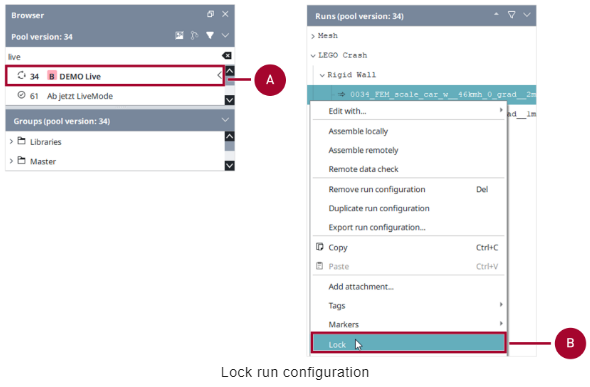 Browser
Pool version: 34
live
34 B DEMO Live
61 Ab jetzt LiveMode
Groups (pool version: 34)
Libraries
Master
A
Runs (pool version: 34)
Mesh
LEGO Crash
Rigid Wall
0034_FEM_scale_car_w__46kmh_0_grad__2m
ad__1m
Edit with...
Assemble locally
Assemble remotely
Remote data check
Remove run configuration Del
Duplicate run configuration
Export run configuration...
Copy Ctrl+C
Paste Ctrl+V
Add attachment...
Tags
Markers
Lock
B
Lock run configuration